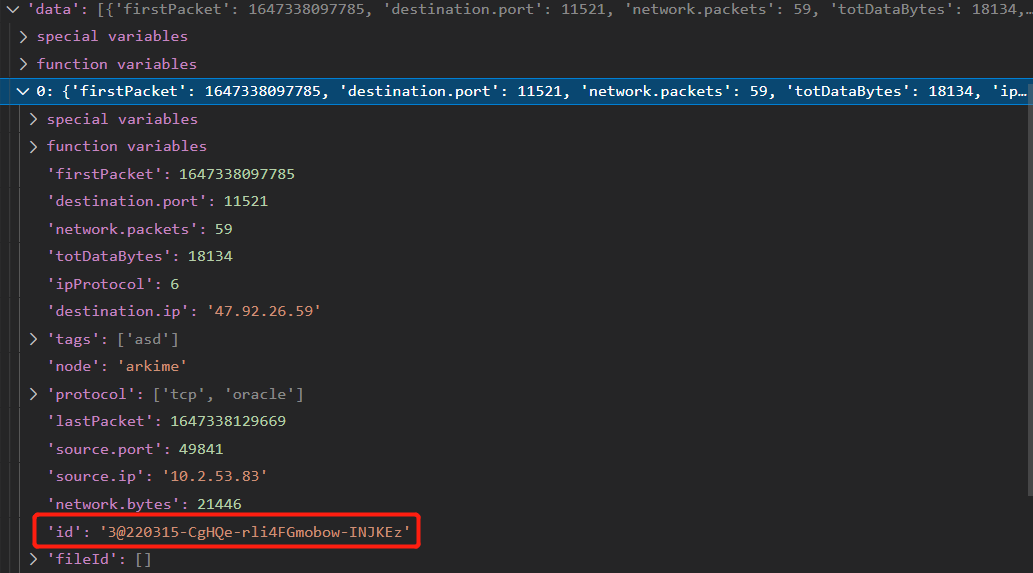 'data': [{'firstPacket': 1647338097785, 'destination.port': 11521, 'network.packets': 59, 'totDataBytes': 18134,…
special variables
function variables
0: {'firstPacket': 1647338097785, 'destination.port': 11521, 'network.packets': 59, 'totDataBytes': 18134, 'ip…
special variables
function variables
'firstPacket': 1647338097785
'destination.port': 11521
'network.packets': 59
'totDataBytes': 18134
'ipProtocol': 6
'destination.ip': '47.92.26.59'
'tags': ['asd']
'node': 'arkime'
'protocol': ['tcp', 'oracle']
'lastPacket': 1647338129669
'source.port': 49841
'source.ip': '10.2.53.83'
'network.bytes': 21446
'id': '3@220315-CgHQe-rli4FGmobow-INJKEz'
'fileId': []